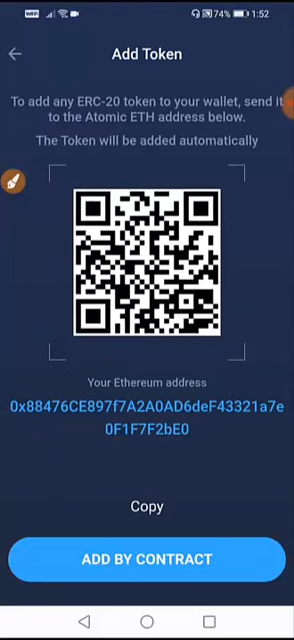 74% 1:52
Add Token
To add any ERC-20 token to your wallet, send it
to the Atomic ETH address below.
The Token will be added automatically
Your Ethereum address
0x88476CE897f7A2A0AD6deF43321a7e
0F1F7F2bE0
Copy
ADD BY CONTRACT